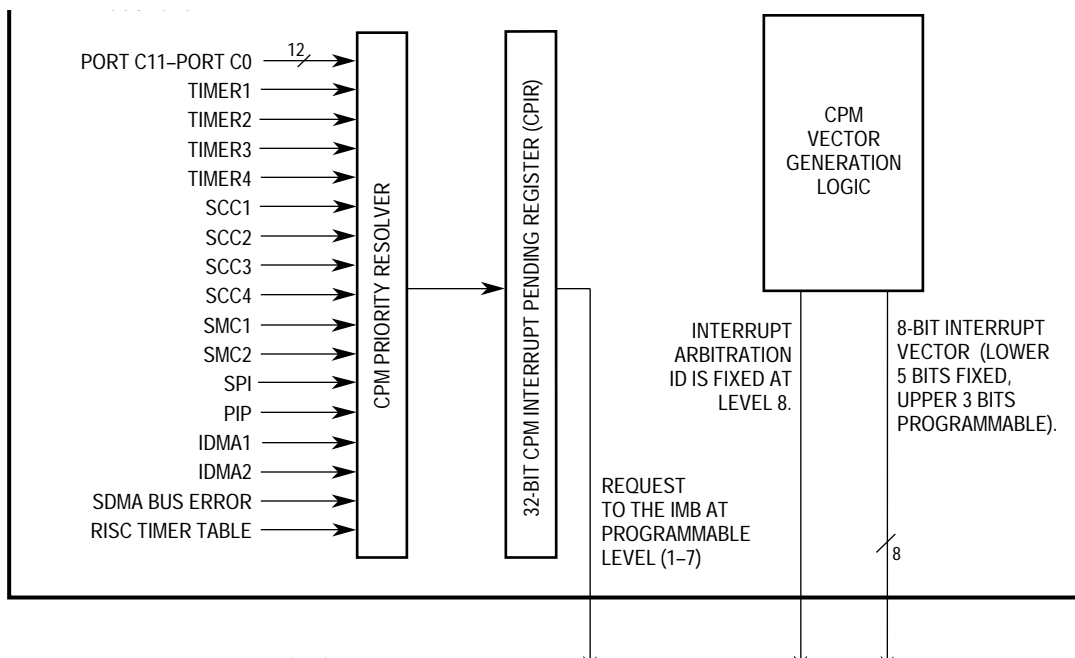 PORT C11–PORT C0
12
TIMER1
TIMER2
TIMER3
TIMER4
SCC1
SCC2
SCC3
SCC4
SMC1
SMC2
SPI
PIP
IDMA1
IDMA2
SDMA BUS ERROR
RISC TIMER TABLE
CPM PRIORITY RESOLVER
32-BIT CPM INTERRUPT PENDING REGISTER (CPIR)
REQUEST
TO THE IMB AT
PROGRAMMABLE
LEVEL (1–7)
CPM
VECTOR
GENERATION
LOGIC
INTERRUPT
ARBITRATION
ID IS FIXED AT
LEVEL 8.
8-BIT INTERRUPT
VECTOR (LOWER
5 BITS FIXED,
UPPER 3 BITS
PROGRAMMABLE).
8